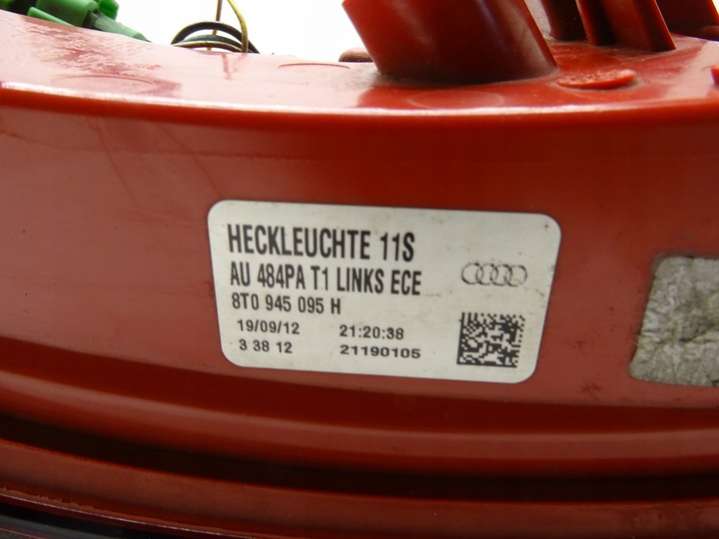 HECKLEUCHTE 11S
AU 484PA T1 LINKS ECE
8T0 945 095 H
19/09/12 21:20:38
3 38 12 21190105